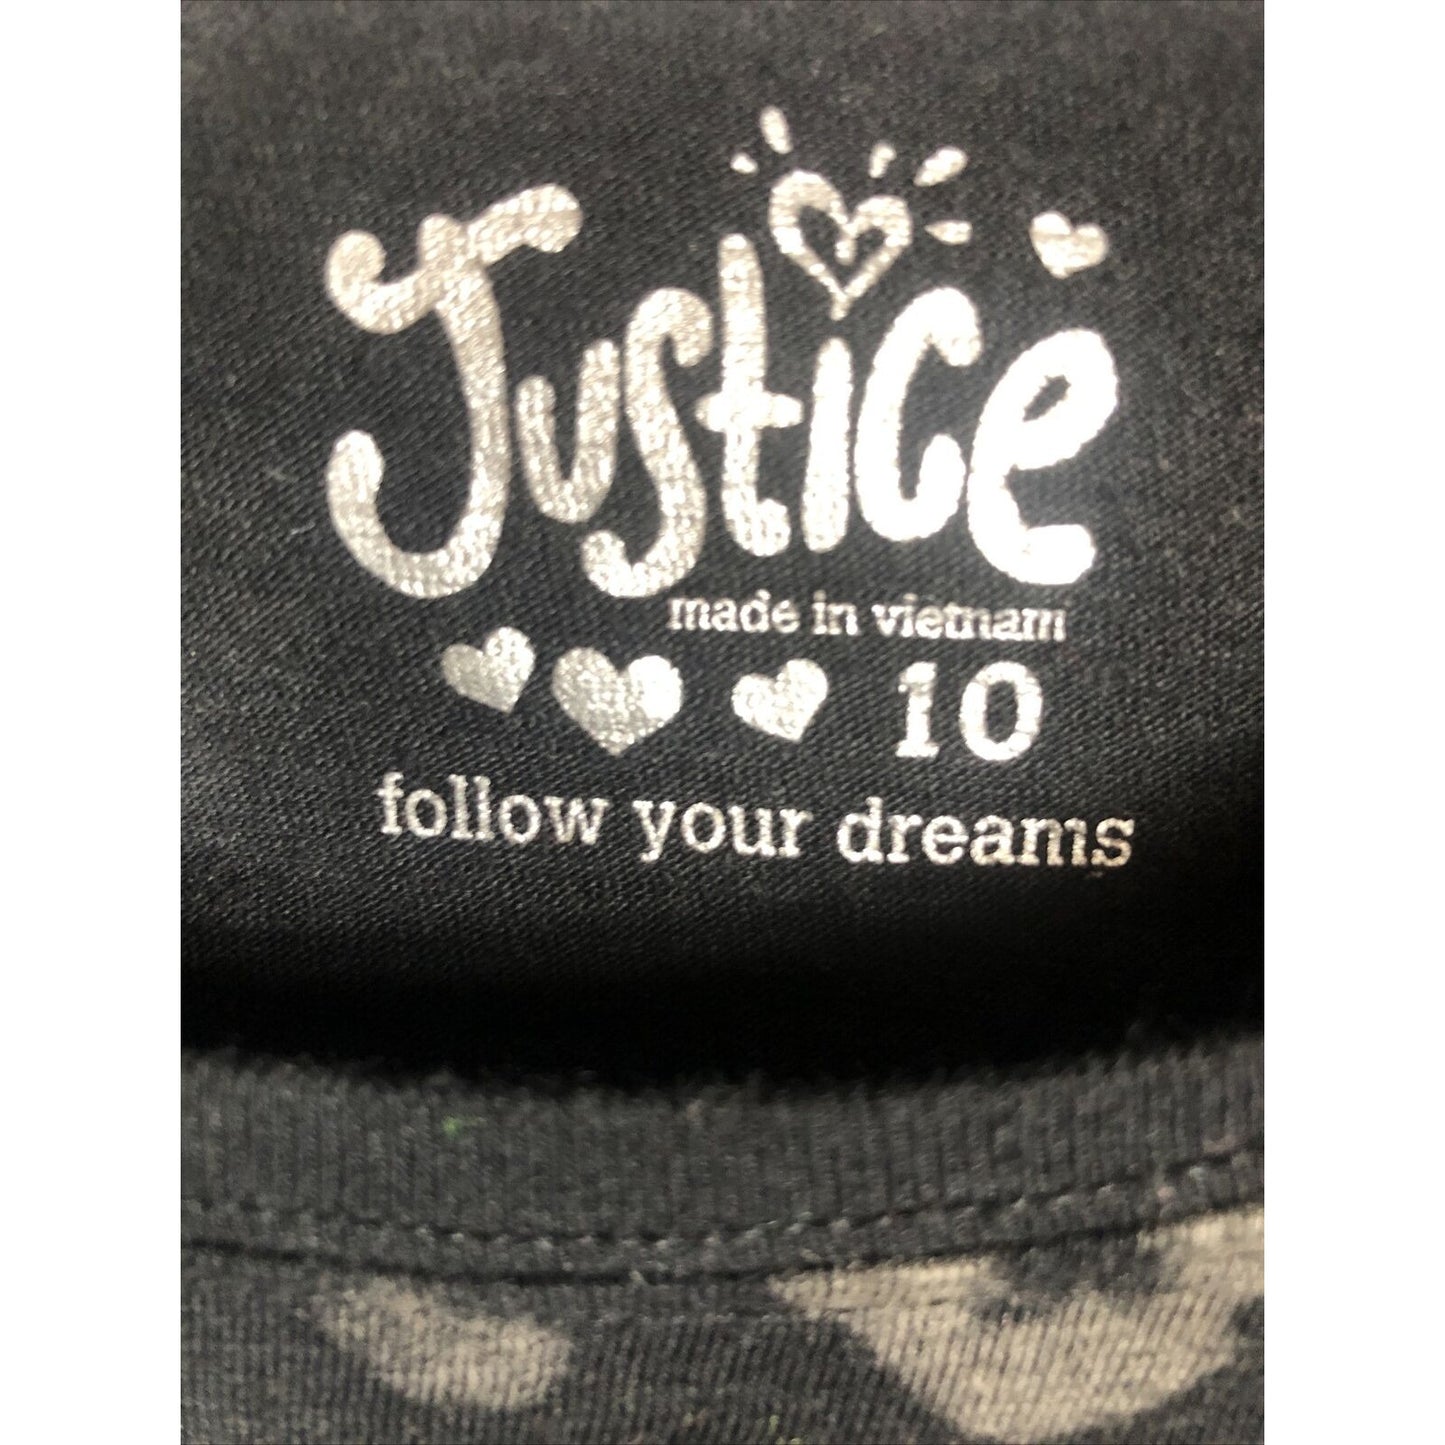 Justice
made in vietnam
10
follow your dreams